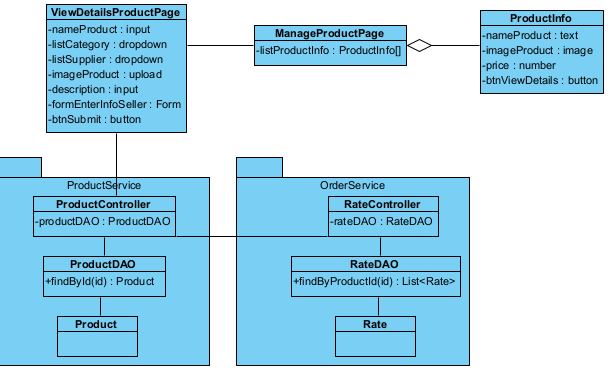 ViewDetailsProductPage
-nameProduct : input
-listCategory : dropdown
-listSupplier : dropdown
-imageProduct : upload
-description : input
-formEnterInfoSeller : Form
-btnSubmit : button
ManageProductPage
-listProductInfo : ProductInfo[]
ProductInfo
-nameProduct : text
-imageProduct : image
-price : number
-btnViewDetails : button
ProductService
ProductController
-productDAO : ProductDAO
ProductDAO
+findById(id) : Product
Product
OrderService
RateController
-rateDAO : RateDAO
RateDAO
+findByProductId(id) : List<Rate>
Rate